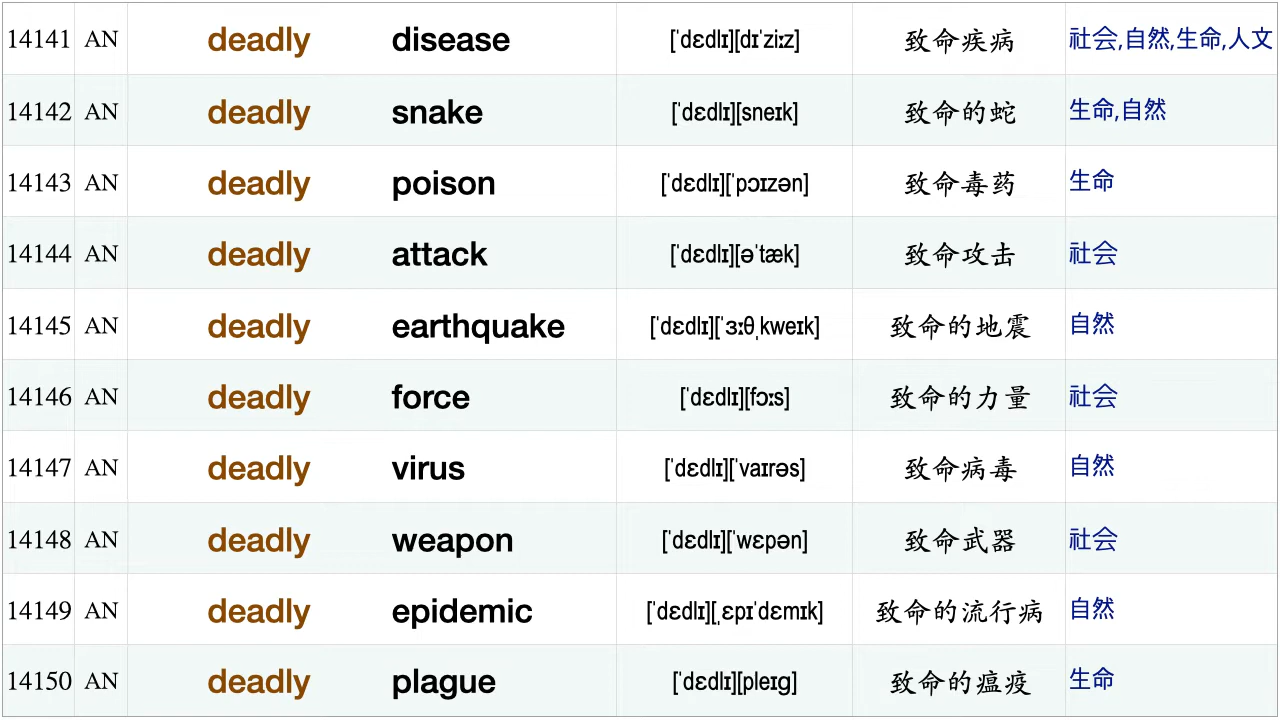 14141 AN deadly disease [ˈdɛdlɪ][dɪˈziːz] 致命疾病 社会,自然,生命,人文
14142 AN deadly snake [ˈdɛdlɪ][sneɪk] 致命的蛇 生命,自然
14143 AN deadly poison [ˈdɛdlɪ][ˈpɔɪzən] 致命毒药 生命
14144 AN deadly attack [ˈdɛdlɪ][əˈtæk] 致命攻击 社会
14145 AN deadly earthquake [ˈdɛdlɪ][ˈɜːθˌkweɪk] 致命的地震 自然
14146 AN deadly force [ˈdɛdlɪ][fɔːs] 致命的力量 社会
14147 AN deadly virus [ˈdɛdlɪ][ˈvaɪrəs] 致命病毒 自然
14148 AN deadly weapon [ˈdɛdlɪ][ˈwɛpən] 致命武器 社会
14149 AN deadly epidemic [ˈdɛdlɪ][ˌɛpɪˈdɛmɪk] 致命的流行病 自然
14150 AN deadly plague [ˈdɛdlɪ][pleɪɡ] 致命的瘟疫 生命